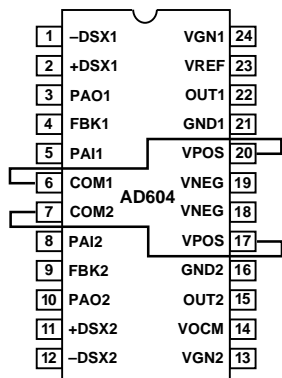 1 –DSX1 VGN1 24
2 +DSX1 VREF 23
3 PAO1 OUT1 22
4 FBK1 GND1 21
5 PAI1 VPOS 20
6 COM1 VNEG 19
AD604
7 COM2 VNEG 18
8 PAI2 VPOS 17
9 FBK2 GND2 16
10 PAO2 OUT2 15
11 +DSX2 VOCM 14
12 –DSX2 VGN2 13